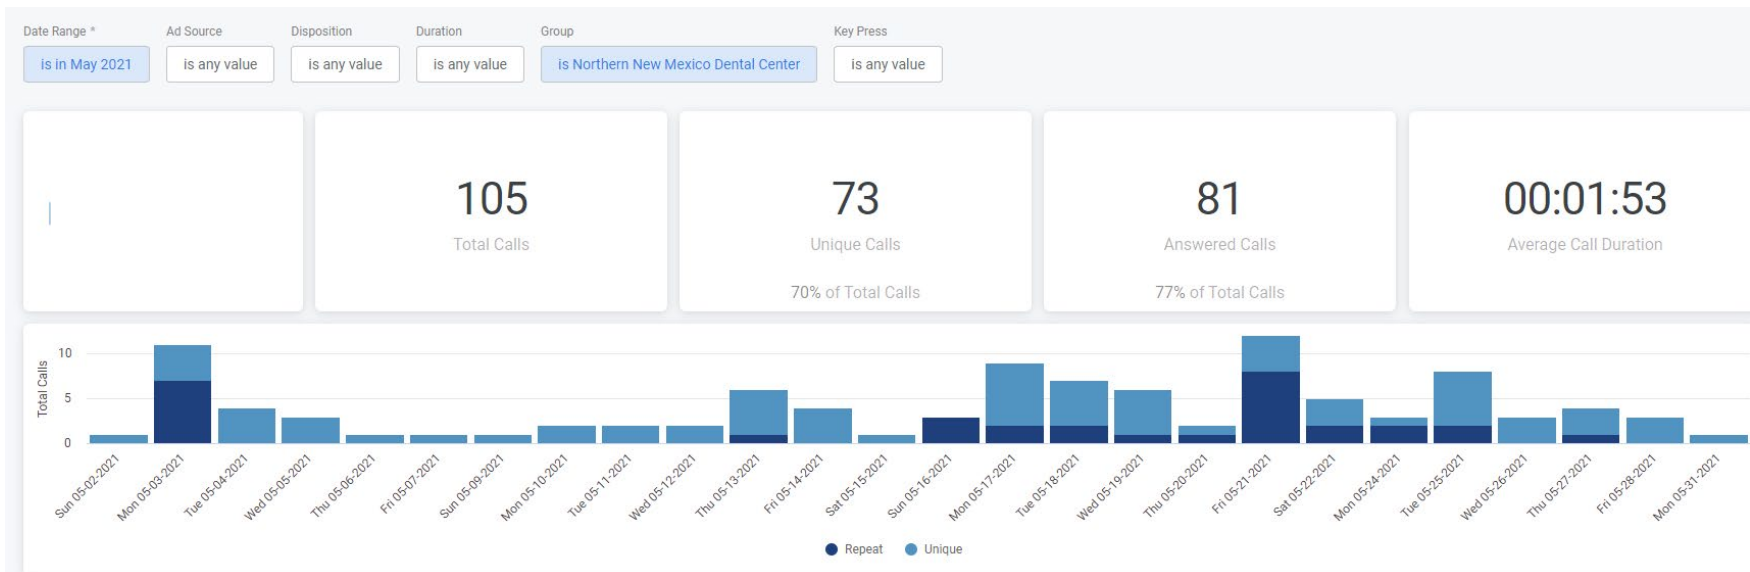 Date Range * Ad Source Disposition Duration Group Key Press
is in May 2021 is any value is any value is any value is Northern New Mexico Dental Center is any value
105 73 81 00:01:53
Total Calls Unique Calls Answered Calls Average Call Duration
70% of Total Calls 77% of Total Calls
Total Calls
10
5
0
Sun 05-02-2021 Mon 05-03-2021 Tue 05-04-2021 Wed 05-05-2021 Thu 05-06-2021 Fri 05-07-2021 Sun 05-09-2021 Mon 05-10-2021 Tue 05-11-2021 Wed 05-12-2021 Thu 05-13-2021 Fri 05-14-2021 Sat 05-15-2021 Sun 05-16-2021 Mon 05-17-2021 Tue 05-18-2021 Wed 05-19-2021 Thu 05-20-2021 Fri 05-21-2021 Sat 05-22-2021 Mon 05-24-2021 Tue 05-25-2021 Wed 05-26-2021 Thu 05-27-2021 Fri 05-28-2021 Mon 05-31-2021
Repeat Unique